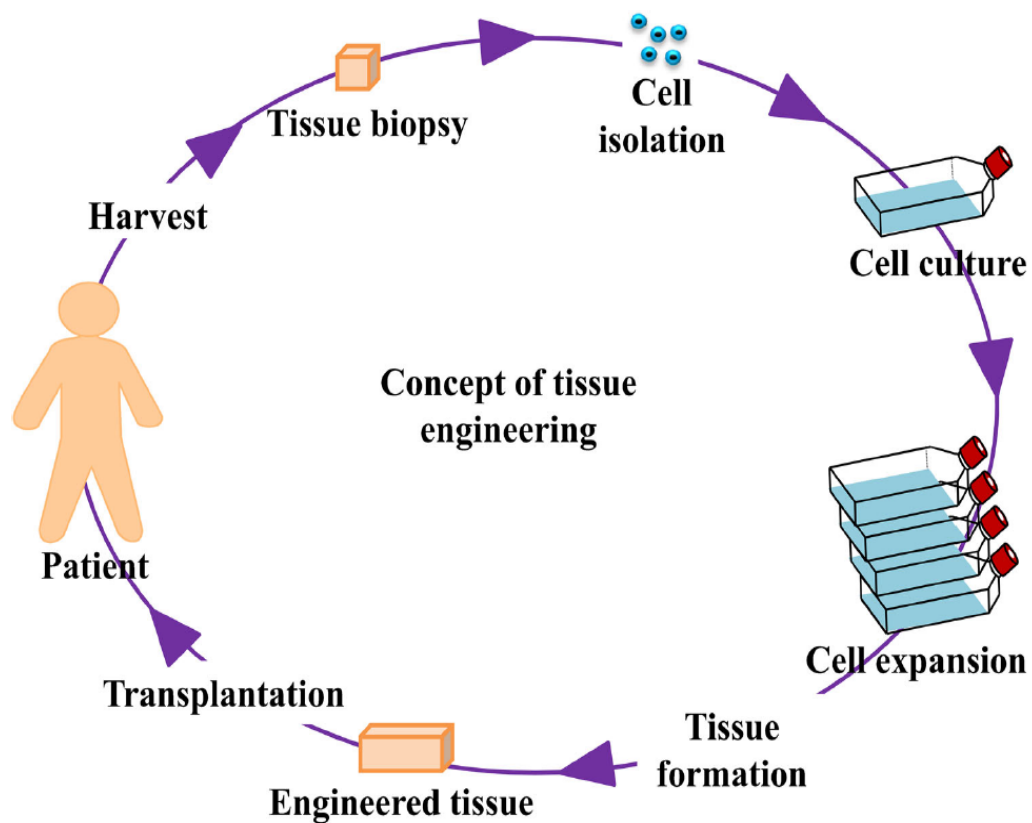 Tissue biopsy
Cell
isolation
Harvest
Cell culture
Concept of tissue
engineering
Patient
Cell expansion
Transplantation
Tissue
formation
Engineered tissue